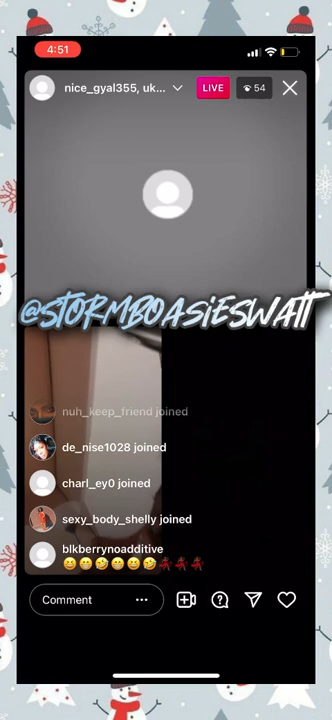 4:51
nice_gyal355, uk...
LIVE
54
@STORMBOASIESWATT
nuh_keep_friend joined
de_nise1028 joined
charl_ey0 joined
sexy_body_shelly joined
blkberrynoadditive
😆😬🤣😬😆🤣💃💃💃
Comment